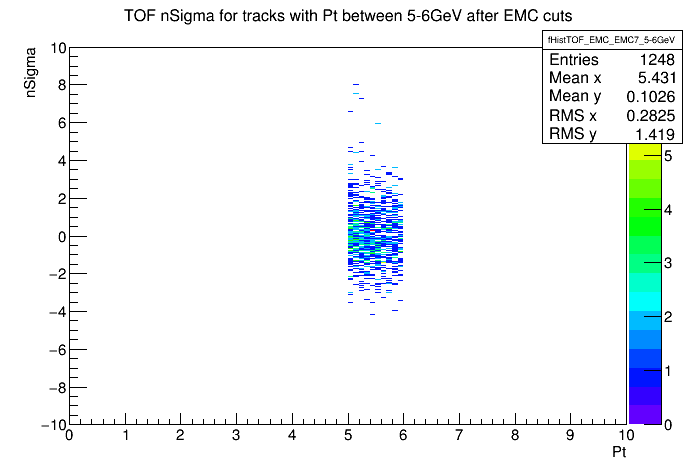 TOF nSigma for tracks with Pt between 5-6GeV after EMC cuts
fHistTOF_EMC_EMC7_5-6GeV
Entries 1248
Mean x 5.431
Mean y 0.1026
RMS x 0.2825
RMS y 1.419
nSigma
10
8
6
4
2
0
−2
−4
−6
−8
−10
5
4
3
2
1
0
0 1 2 3 4 5 6 7 8 9 10
Pt